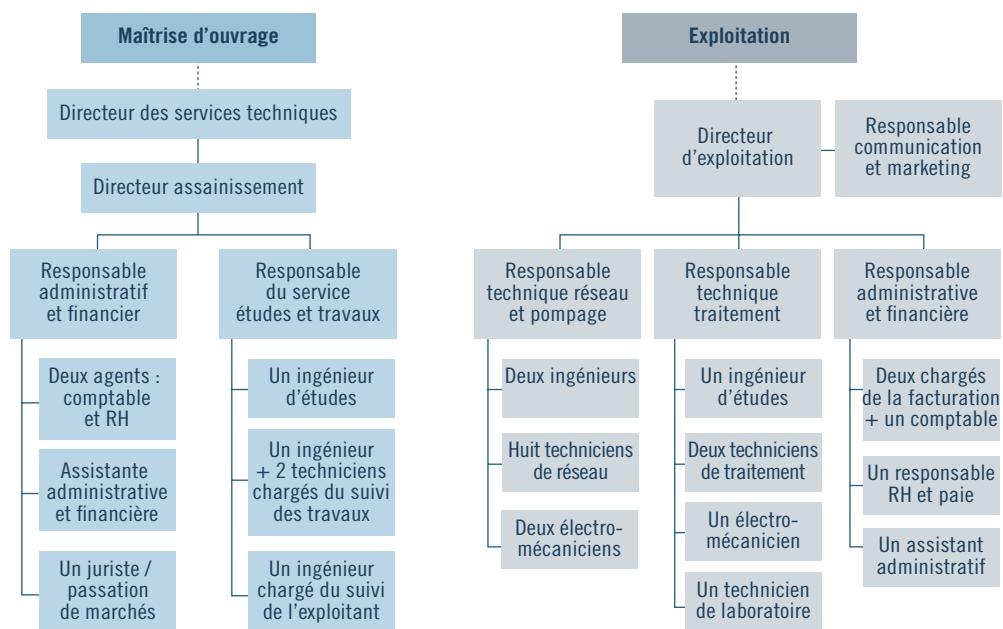 Maîtrise d'ouvrage
Directeur des services techniques
Directeur assainissement
Responsable
administratif
et financier
Deux agents :
comptable
et RH
Assistante
administrative
et financière
Un juriste /
passation
de marchés
Responsable
du service
études et travaux
Un ingénieur
d'études
Un ingénieur
+ 2 techniciens
chargés du suivi
des travaux
Un ingénieur
chargé du suivi
de l'exploitant
Exploitation
Directeur
d'exploitation
Responsable
communication
et marketing
Responsable
technique réseau
et pompage
Deux ingénieurs
Huit techniciens
de réseau
Deux électro-
mécaniciens
Responsable
technique
traitement
Un ingénieur
d'études
Deux techniciens
de traitement
Un électro-
mécanicien
Un technicien
de laboratoire
Responsable
administrative
et financière
Deux chargés
de la facturation
+ un comptable
Un responsable
RH et paie
Un assistant
administratif